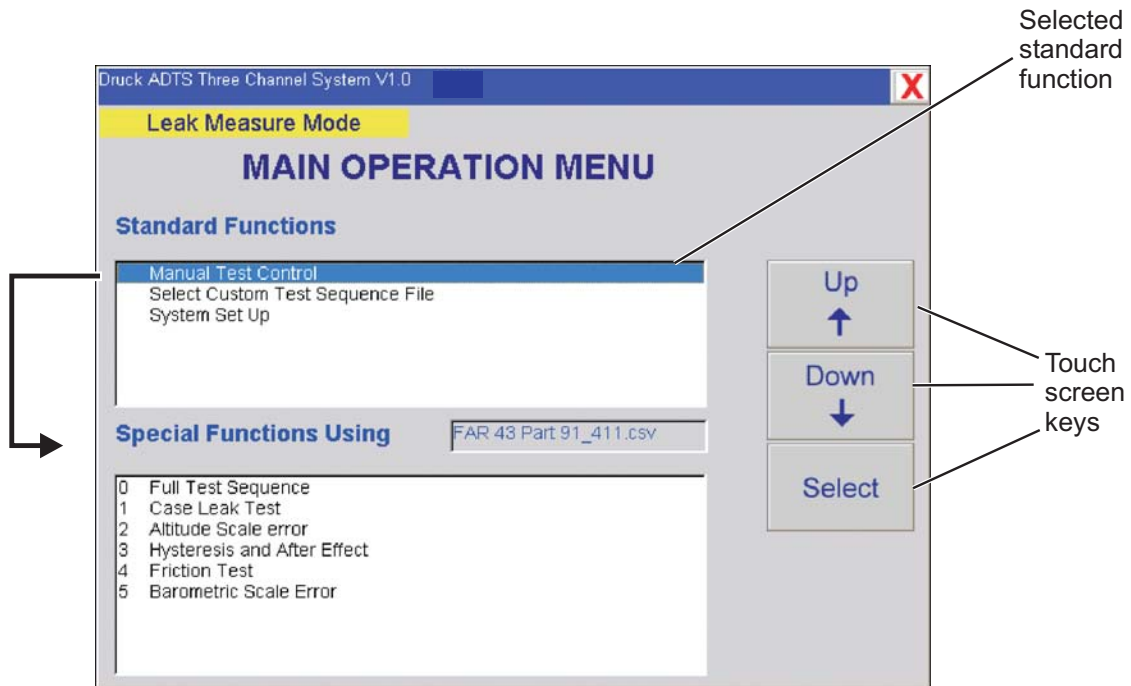 Selected
standard
function
Druck ADTS Three Channel System V1.0
X
Leak Measure Mode
MAIN OPERATION MENU
Standard Functions
Manual Test Control
Select Custom Test Sequence File
System Set Up
Up
Down
Select
Touch
screen
keys
Special Functions Using
FAR 43 Part 91_411.csv
0 Full Test Sequence
1 Case Leak Test
2 Altitude Scale error
3 Hysteresis and After Effect
4 Friction Test
5 Barometric Scale Error